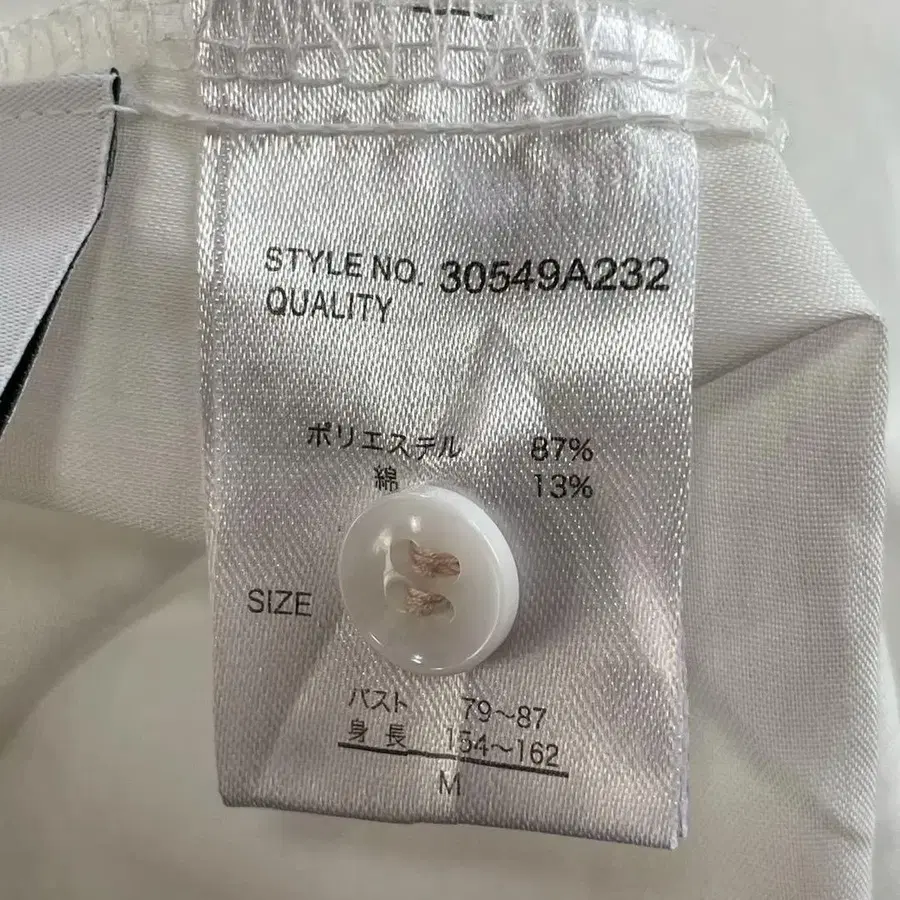 STYLE NO. 30549A232
QUALITY
ポリエステル 87%
綿 13%
SIZE
バスト 79～87
身長 154～162
M